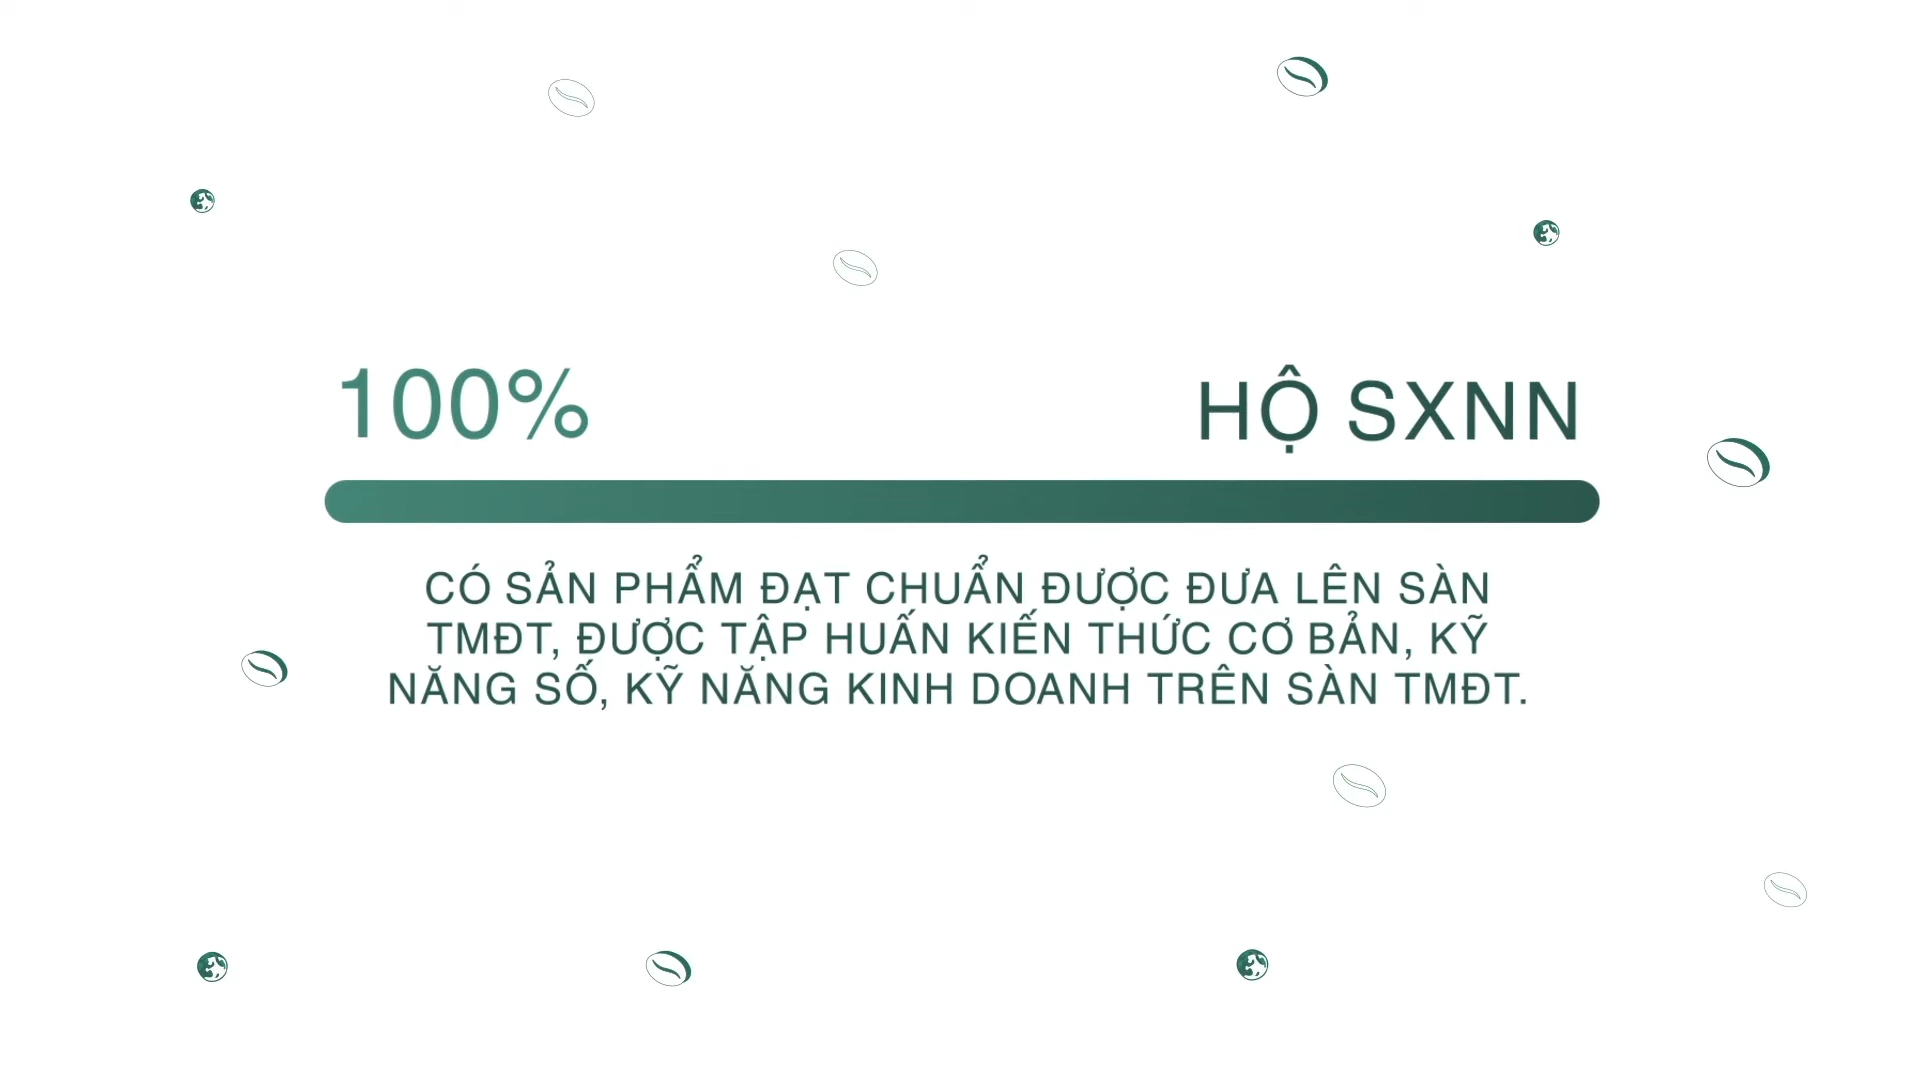 100%
HỘ SXNN
CÓ SẢN PHẨM ĐẠT CHUẨN ĐƯỢC ĐƯA LÊN SÀN
TMĐT, ĐƯỢC TẬP HUẤN KIẾN THỨC CƠ BẢN, KỸ
NĂNG SỐ, KỸ NĂNG KINH DOANH TRÊN SÀN TMĐT.